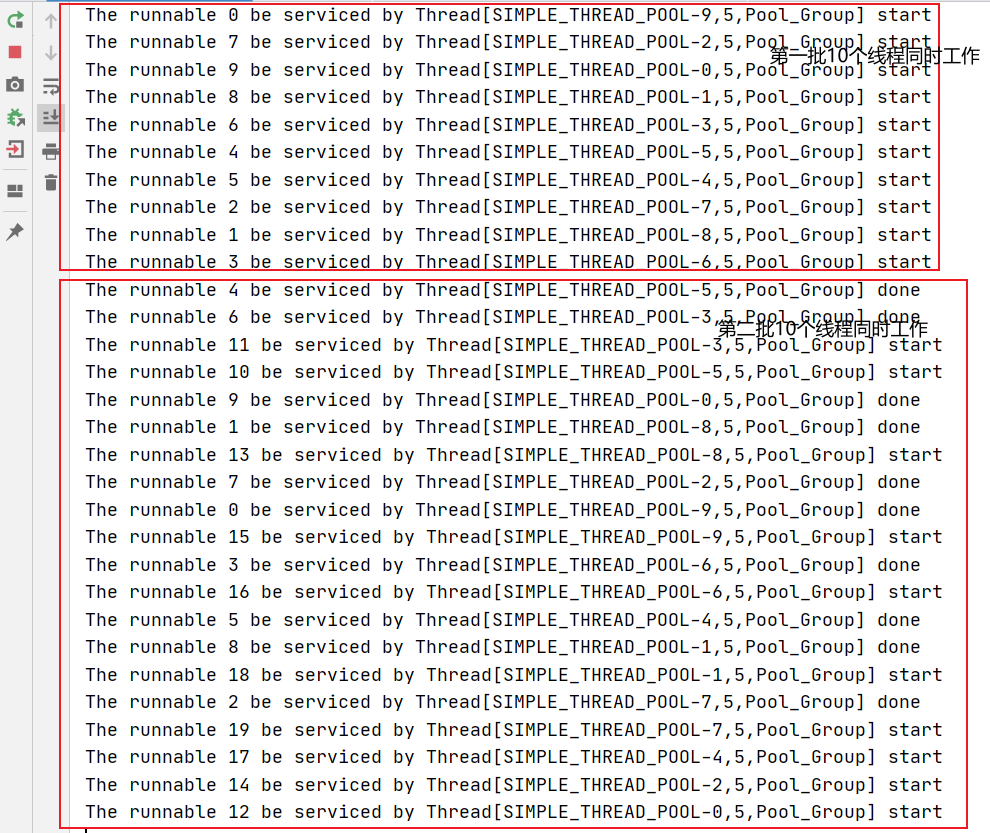 The runnable 0 be serviced by Thread[SIMPLE_THREAD_POOL-9,5,Pool_Group] start
The runnable 7 be serviced by Thread[SIMPLE_THREAD_POOL-2,5,Pool_Group] start
第一批10个线程同时工作
The runnable 9 be serviced by Thread[SIMPLE_THREAD_POOL-0,5,Pool_Group] start
The runnable 8 be serviced by Thread[SIMPLE_THREAD_POOL-1,5,Pool_Group] start
The runnable 6 be serviced by Thread[SIMPLE_THREAD_POOL-3,5,Pool_Group] start
The runnable 4 be serviced by Thread[SIMPLE_THREAD_POOL-5,5,Pool_Group] start
The runnable 5 be serviced by Thread[SIMPLE_THREAD_POOL-4,5,Pool_Group] start
The runnable 2 be serviced by Thread[SIMPLE_THREAD_POOL-7,5,Pool_Group] start
The runnable 1 be serviced by Thread[SIMPLE_THREAD_POOL-8,5,Pool_Group] start
The runnable 3 be serviced by Thread[SIMPLE_THREAD_POOL-6,5,Pool_Group] start
The runnable 4 be serviced by Thread[SIMPLE_THREAD_POOL-5,5,Pool_Group] done
The runnable 6 be serviced by Thread[SIMPLE_THREAD_POOL-3,5,Pool_Group] done
第二批10个线程同时工作
The runnable 11 be serviced by Thread[SIMPLE_THREAD_POOL-3,5,Pool_Group] start
The runnable 10 be serviced by Thread[SIMPLE_THREAD_POOL-5,5,Pool_Group] start
The runnable 9 be serviced by Thread[SIMPLE_THREAD_POOL-0,5,Pool_Group] done
The runnable 1 be serviced by Thread[SIMPLE_THREAD_POOL-8,5,Pool_Group] done
The runnable 13 be serviced by Thread[SIMPLE_THREAD_POOL-8,5,Pool_Group] start
The runnable 7 be serviced by Thread[SIMPLE_THREAD_POOL-2,5,Pool_Group] done
The runnable 0 be serviced by Thread[SIMPLE_THREAD_POOL-9,5,Pool_Group] done
The runnable 15 be serviced by Thread[SIMPLE_THREAD_POOL-9,5,Pool_Group] start
The runnable 3 be serviced by Thread[SIMPLE_THREAD_POOL-6,5,Pool_Group] done
The runnable 16 be serviced by Thread[SIMPLE_THREAD_POOL-6,5,Pool_Group] start
The runnable 5 be serviced by Thread[SIMPLE_THREAD_POOL-4,5,Pool_Group] done
The runnable 8 be serviced by Thread[SIMPLE_THREAD_POOL-1,5,Pool_Group] done
The runnable 18 be serviced by Thread[SIMPLE_THREAD_POOL-1,5,Pool_Group] start
The runnable 2 be serviced by Thread[SIMPLE_THREAD_POOL-7,5,Pool_Group] done
The runnable 19 be serviced by Thread[SIMPLE_THREAD_POOL-7,5,Pool_Group] start
The runnable 17 be serviced by Thread[SIMPLE_THREAD_POOL-4,5,Pool_Group] start
The runnable 14 be serviced by Thread[SIMPLE_THREAD_POOL-2,5,Pool_Group] start
The runnable 12 be serviced by Thread[SIMPLE_THREAD_POOL-0,5,Pool_Group] start